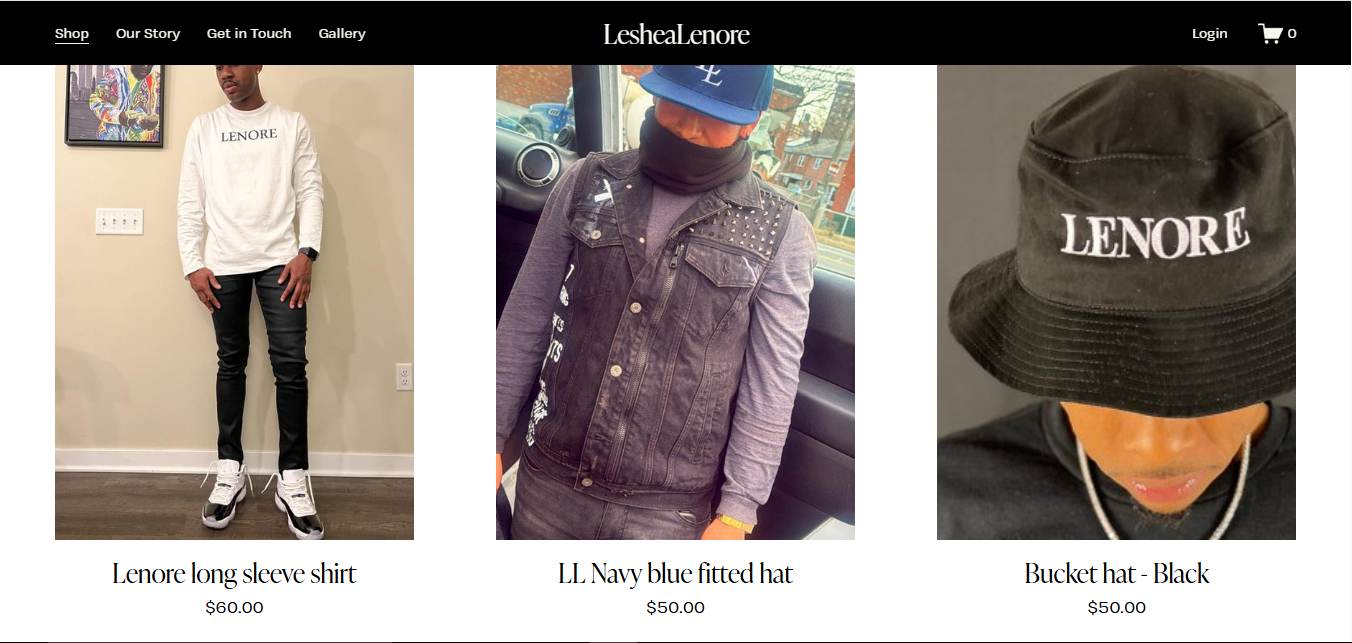 Shop Our Story Get in Touch Gallery LesheaLenore Login 0
LENORE
LL
LENORE
Lenore long sleeve shirt LL Navy blue fitted hat Bucket hat - Black
$60.00 $50.00 $50.00